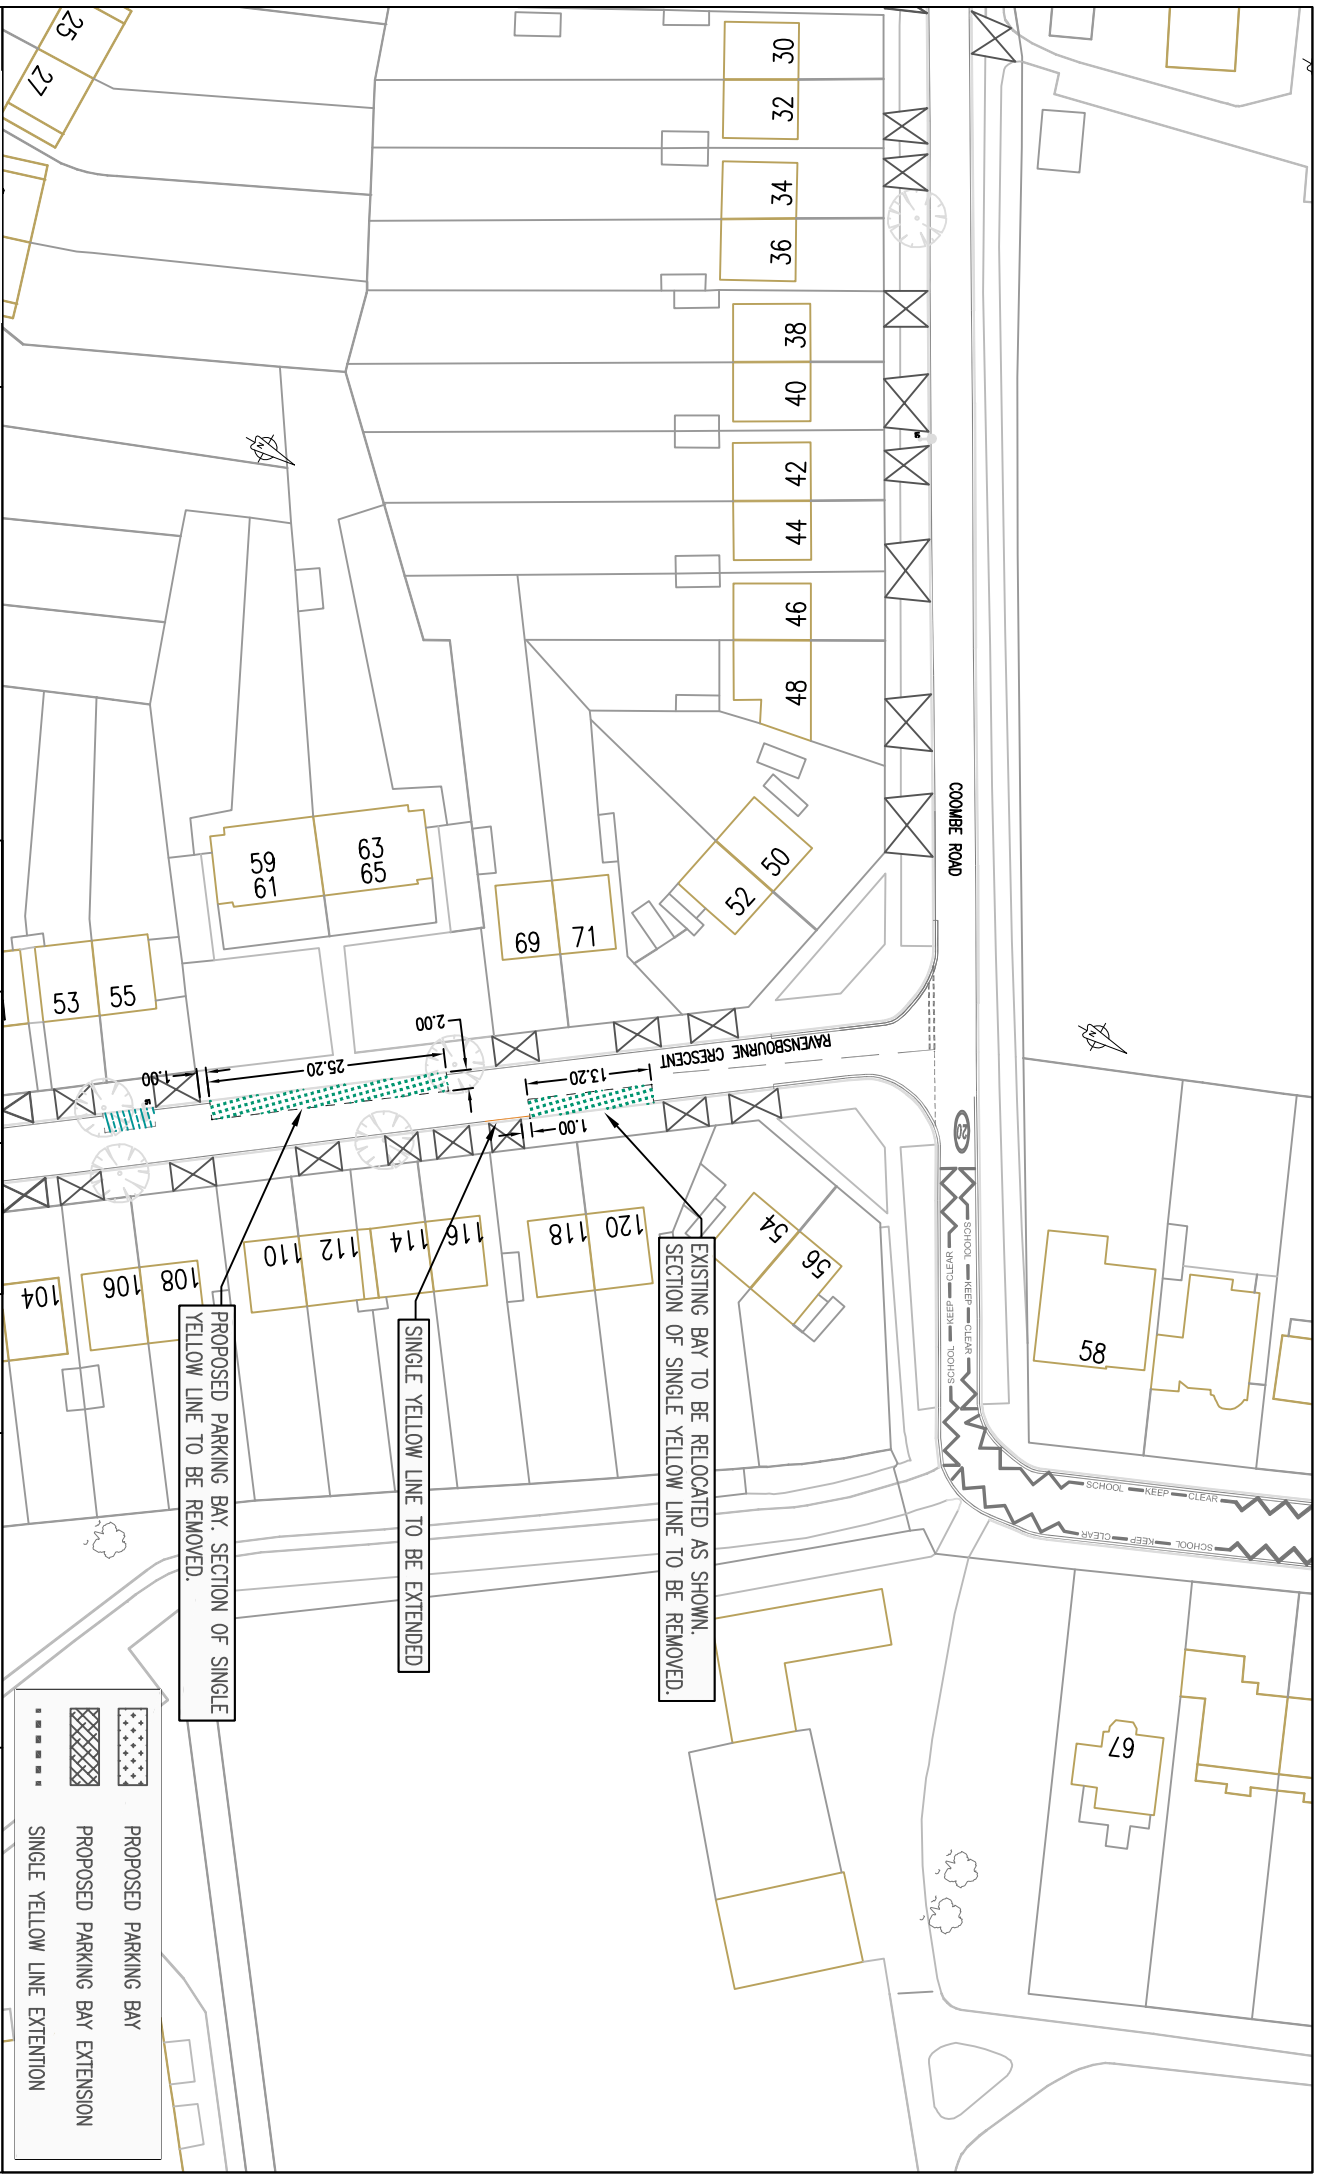 25
27
30
32
34
36
38
40
42
44
46
48
50
52
COOMBE ROAD
59
61
63
65
69
71
53
55
RAVENSBOURNE CRESCENT
2.00
25.20
1.00
13.20
1.00
20
SCHOOL KEEP CLEAR
SCHOOL KEEP CLEAR
SCHOOL KEEP CLEAR
SCHOOL KEEP CLEAR
54
56
58
67
104
106
108
110
112
114
116
118
120
EXISTING BAY TO BE RELOCATED AS SHOWN.
SECTION OF SINGLE YELLOW LINE TO BE REMOVED.
SINGLE YELLOW LINE TO BE EXTENDED
PROPOSED PARKING BAY. SECTION OF SINGLE
YELLOW LINE TO BE REMOVED.
PROPOSED PARKING BAY
PROPOSED PARKING BAY EXTENSION
SINGLE YELLOW LINE EXTENTION
N
N